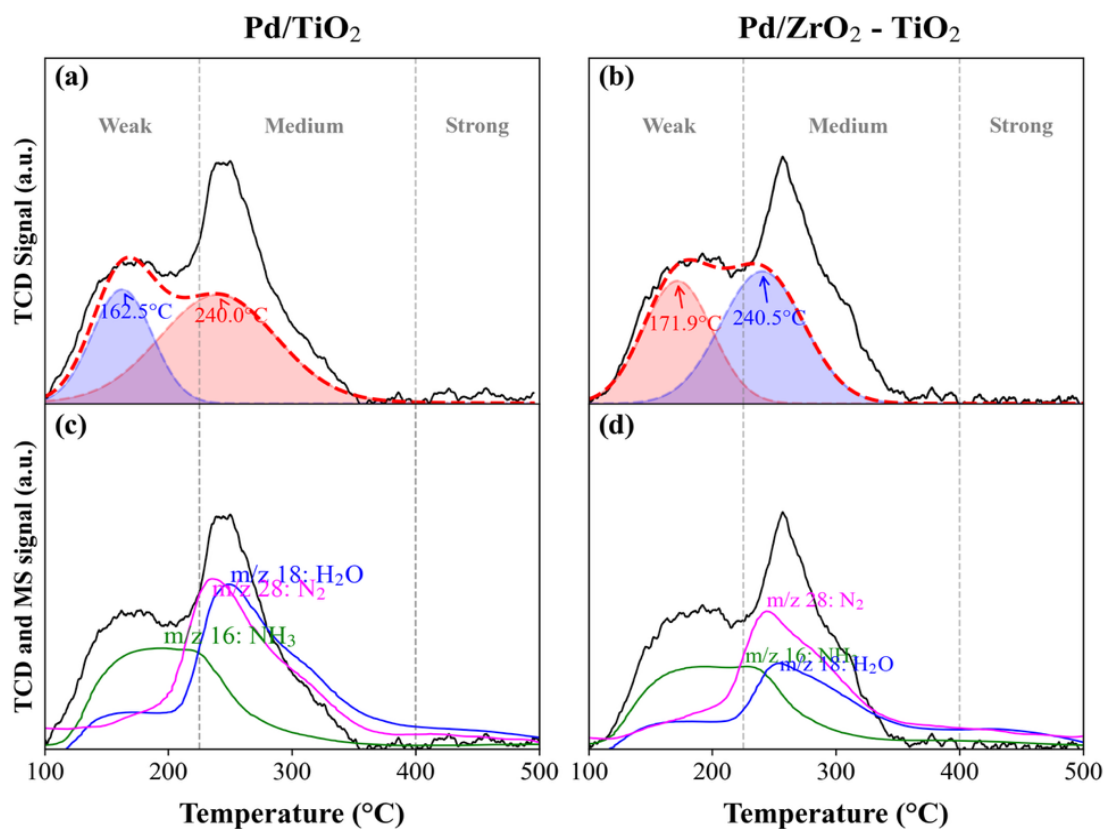 Pd/TiO₂
Pd/ZrO₂ - TiO₂
(a)
Weak
Medium
Strong
162.5°C
240.0°C
TCD Signal (a.u.)
(b)
Weak
Medium
Strong
171.9°C
240.5°C
(c)
m/z 18: H₂O
m/z 28: N₂
m/z 16: NH₃
TCD and MS signal (a.u.)
100
200
300
400
500
Temperature (°C)
(d)
m/z 28: N₂
m/z 16: NH₃
m/z 18: H₂O
100
200
300
400
500
Temperature (°C)